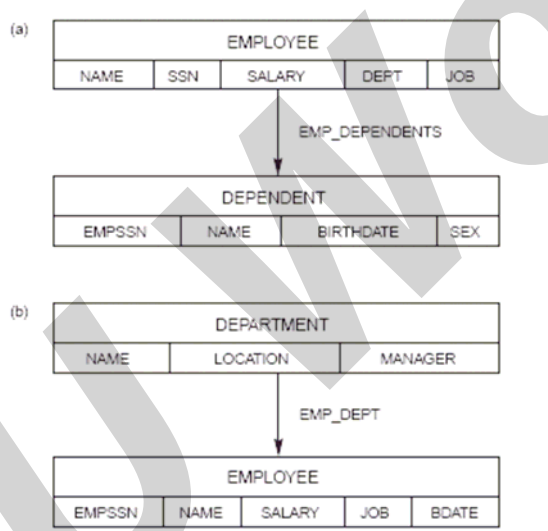 (a)
EMPLOYEE
NAME SSN SALARY DEPT JOB
EMP_DEPENDENTS
DEPENDENT
EMPSSN NAME BIRTHDATE SEX
(b)
DEPARTMENT
NAME LOCATION MANAGER
EMP_DEPT
EMPLOYEE
EMPSSN NAME SALARY JOB BDATE